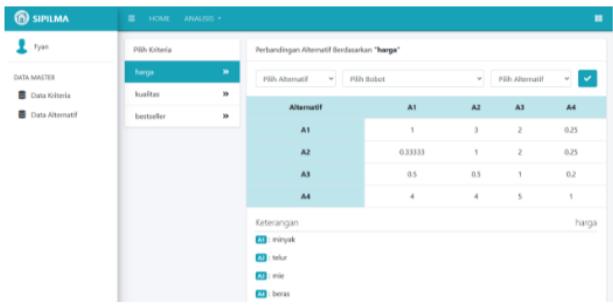 SIPILMA
HOME ANALISIS
Fyan
DATA MASTER
Data Kriteria
Data Alternatif
Pilih Kriteria
harga
kualitas
bestseller
Perbandingan Alternatif Berdasarkan "harga"
Pilih Alternatif Pilih Bobot Pilih Alternatif
Alternatif A1 A2 A3 A4
A1 1 3 2 0.25
A2 0.33333 1 2 0.25
A3 0.5 0.5 1 0.2
A4 4 4 5 1
Keterangan harga
A1 : minyak
: telur
: mie
: beras